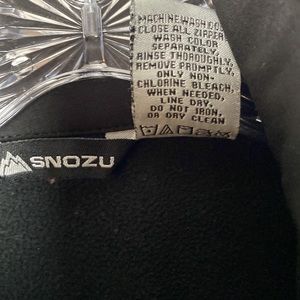 MACHINE WASH COLD
CLOSE ALL ZIPPER
WASH COLOR
SEPARATELY,
RINSE THOROUGHLY,
REMOVE PROMPTLY,
ONLY NON-
CHLORINE BLEACH,
WHEN NEEDED,
LINE DRY,
DO NOT IRON,
OR DRY CLEAN
SNOZU